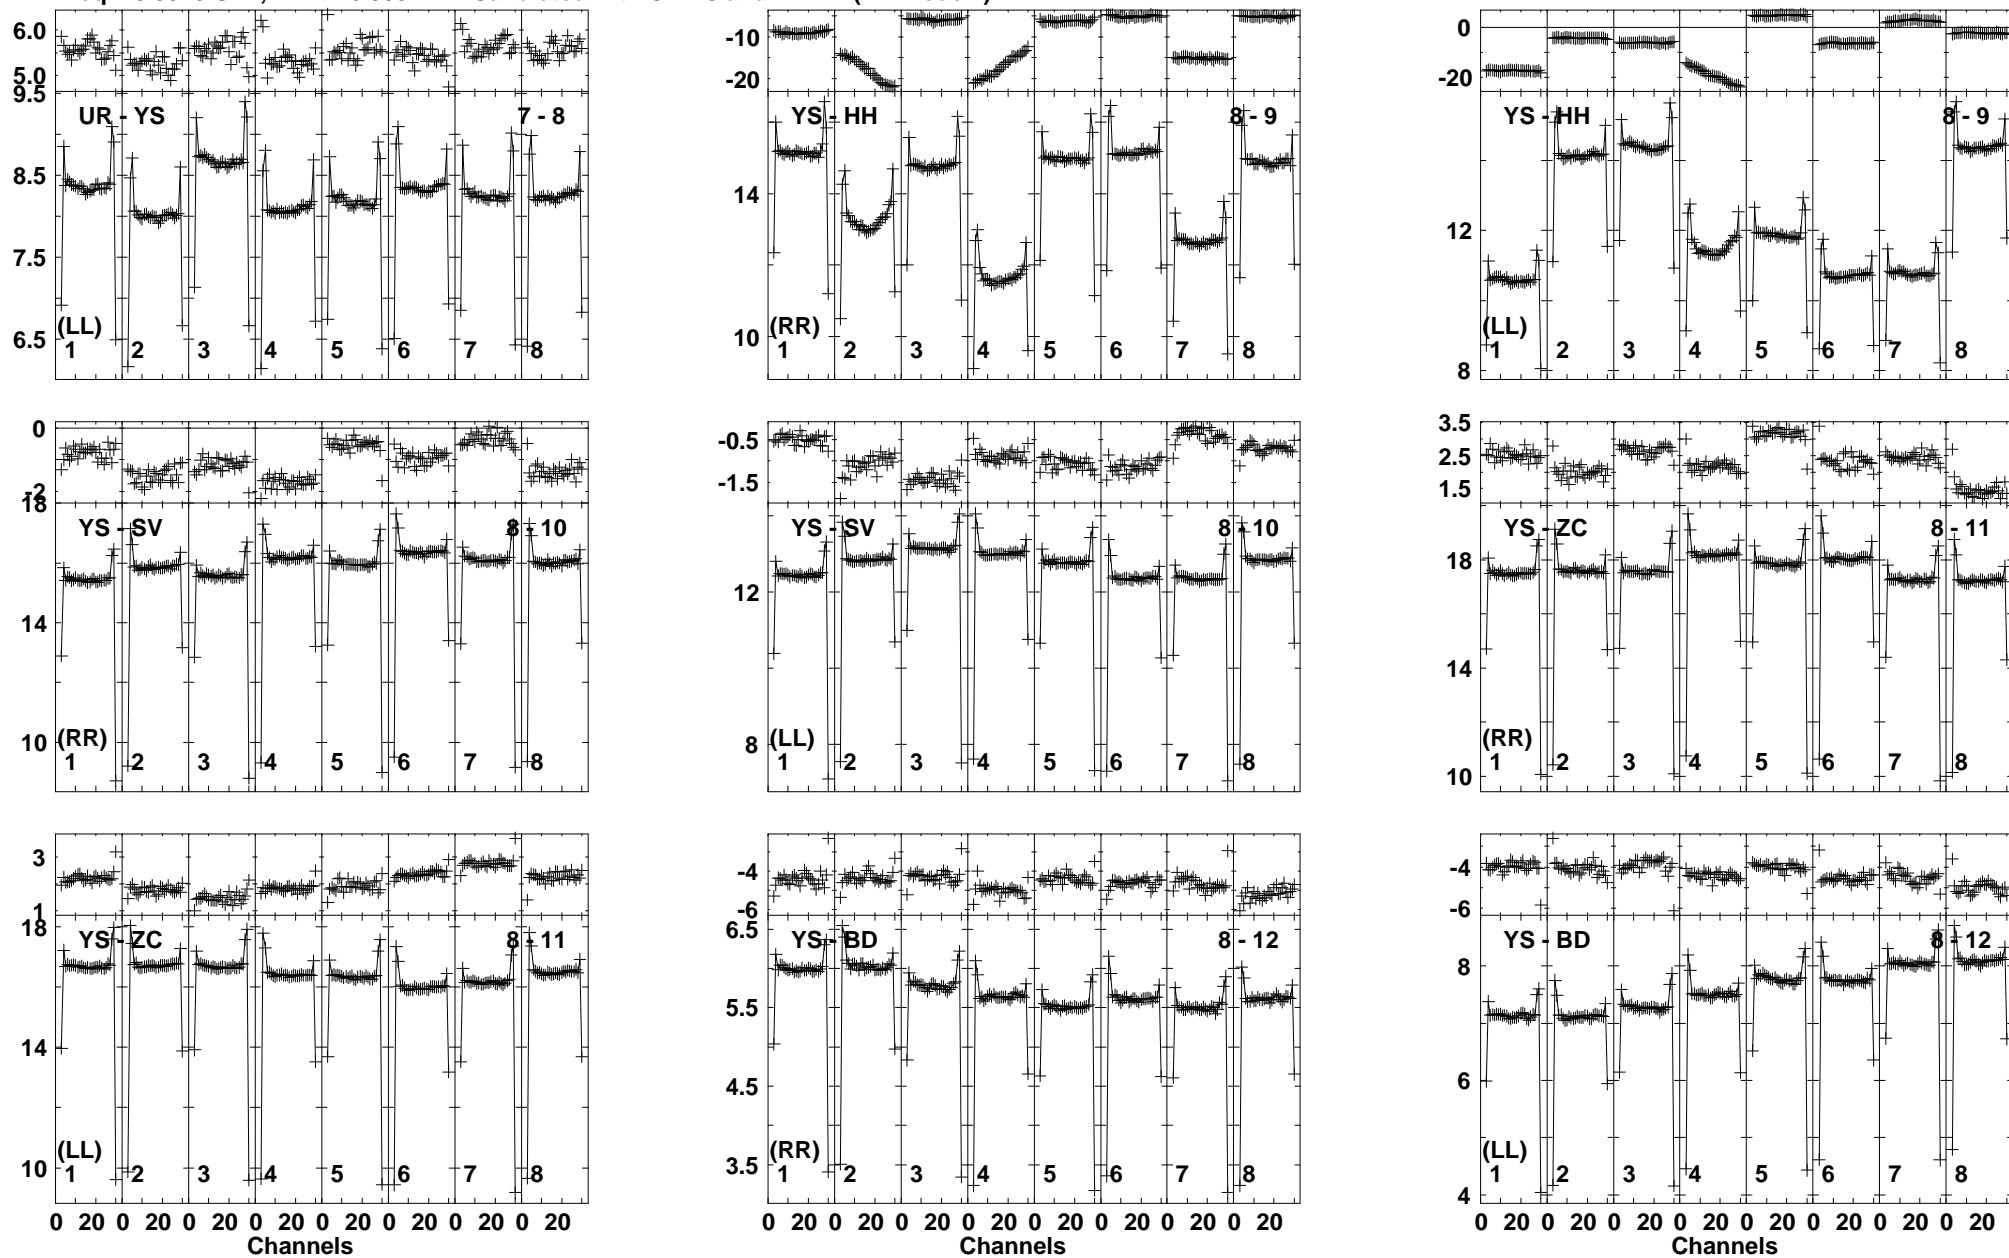 6.0
5.0
9.5
UR - YS
7 - 8
8.5
7.5
6.5
(LL)
1 2 3 4 5 6 7 8
-10
-20
YS - HH
8 - 9
14
10
(RR)
1 2 3 4 5 6 7 8
0
-20
YS - HH
8 - 9
12
8
(LL)
1 2 3 4 5 6 7 8
0
-2
18
YS - SV
8 - 10
14
10
(RR)
1 2 3 4 5 6 7 8
-0.5
-1.5
YS - SV
8 - 10
12
8
(LL)
1 2 3 4 5 6 7 8
3.5
2.5
1.5
YS - ZC
8 - 11
18
14
10
(RR)
1 2 3 4 5 6 7 8
3
1
18
YS - ZC
8 - 11
14
10
(LL)
1 2 3 4 5 6 7 8
0 20 0 20 0 20 0 20 0 20 0 20 0 20 0 20
Channels
-4
-6
6.5
YS - BD
8 - 12
5.5
4.5
3.5
(RR)
1 2 3 4 5 6 7 8
0 20 0 20 0 20 0 20 0 20 0 20 0 20 0 20
Channels
-4
-6
YS - BD
8 - 12
8
6
4
(LL)
1 2 3 4 5 6 7 8
0 20 0 20 0 20 0 20 0 20 0 20 0 20 0 20
Channels